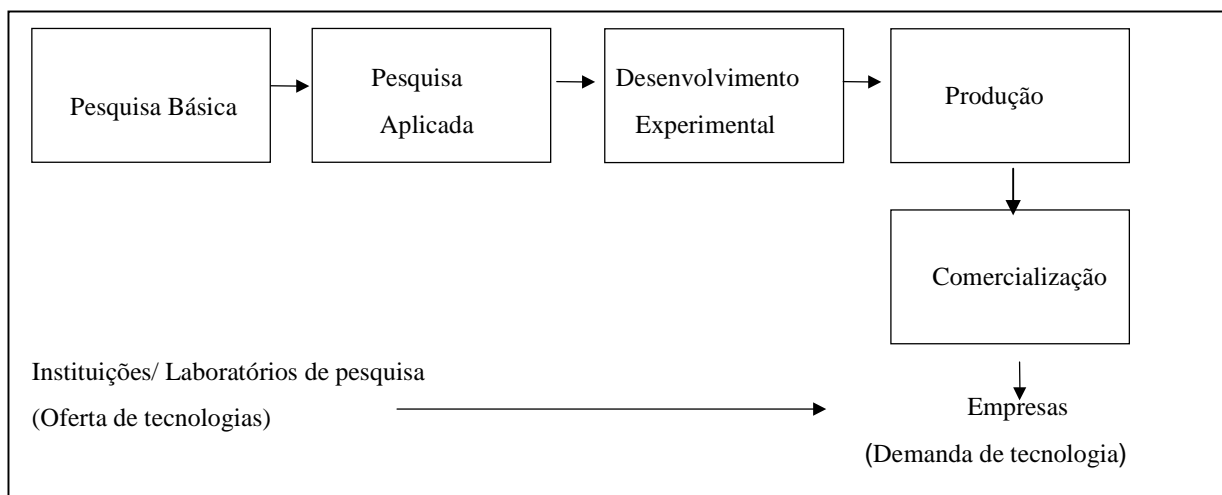 Pesquisa Básica
Pesquisa
Aplicada
Desenvolvimento
Experimental
Produção
Comercialização
Instituições/ Laboratórios de pesquisa
(Oferta de tecnologias)
Empresas
(Demanda de tecnologia)